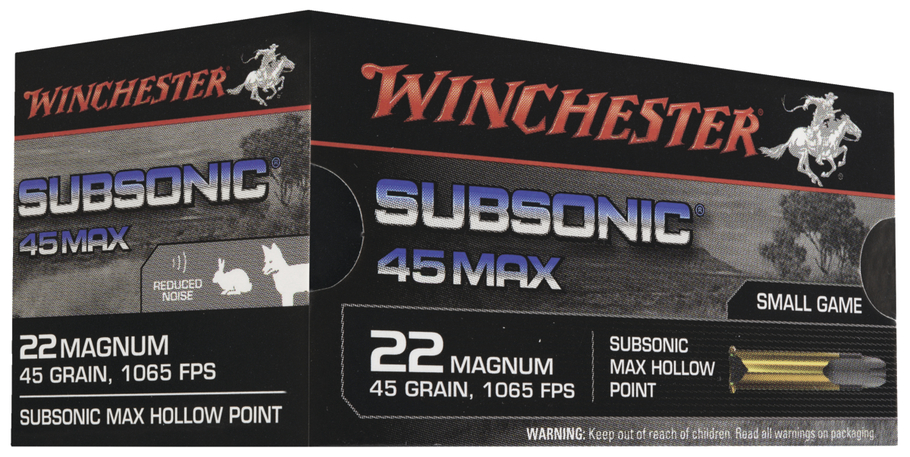 WINCHESTER
SUBSONIC®
45 MAX
REDUCED
NOISE
22 MAGNUM
45 GRAIN, 1065 FPS
SUBSONIC MAX HOLLOW POINT
WINCHESTER®
SUBSONIC®
45 MAX
SMALL GAME
22 MAGNUM
45 GRAIN, 1065 FPS
SUBSONIC
MAX HOLLOW
POINT
WARNING: Keep out of reach of children. Read all warnings on packaging.